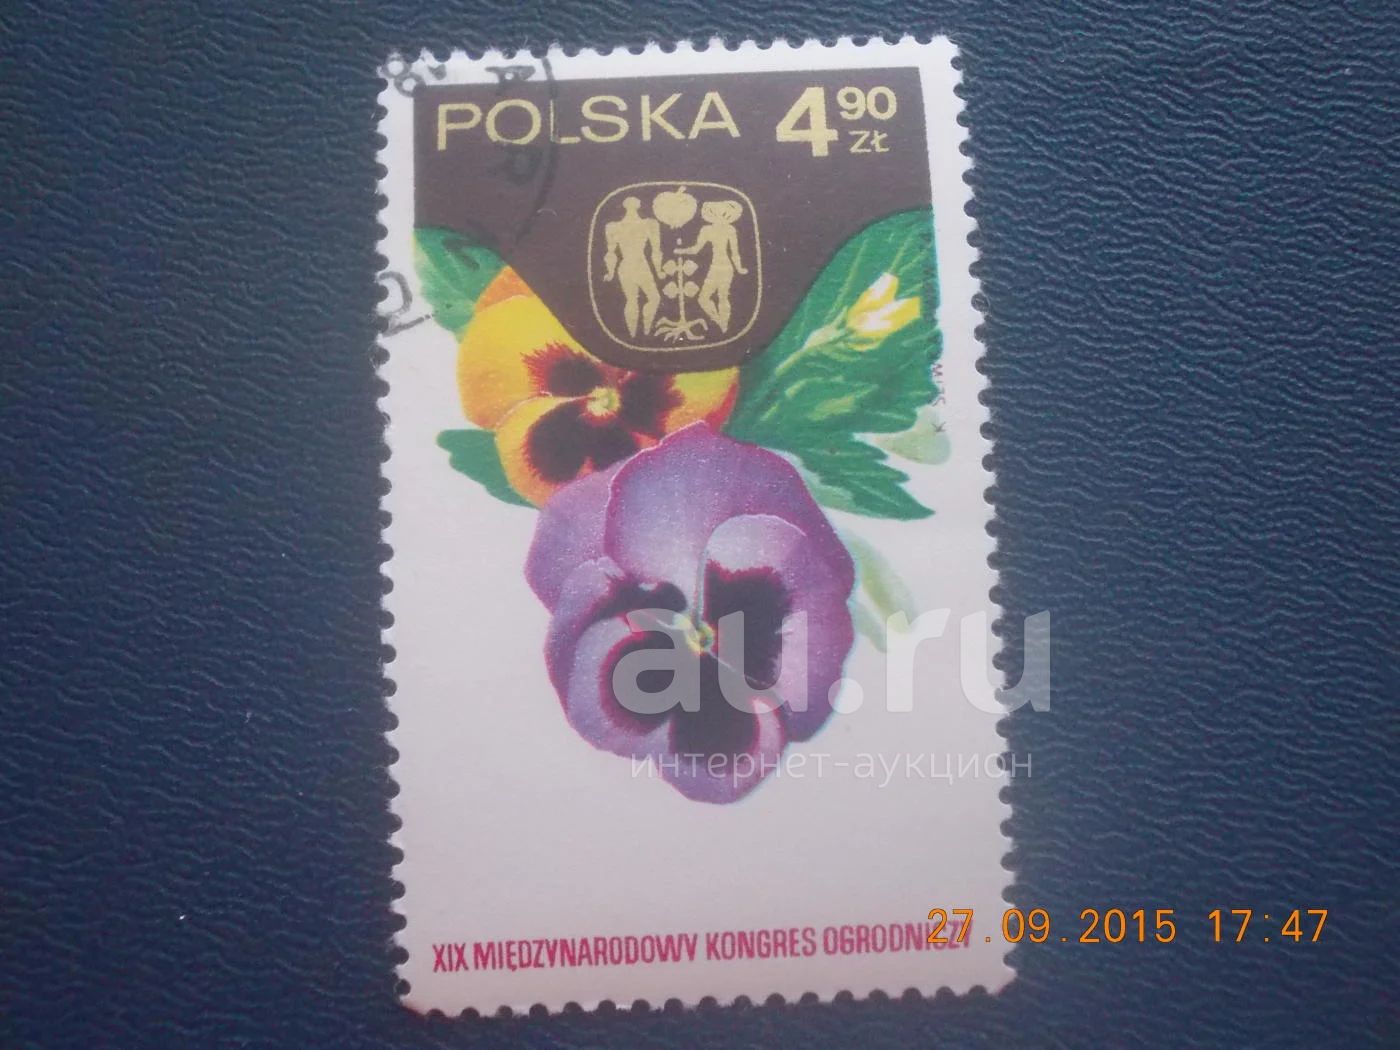 POLSKA 4 90 ZŁ
au.ru
интернет-аукцион
XIX MIĘDZYNARODOWY KONGRES OGRODNICZY
27.09.2015 17:47